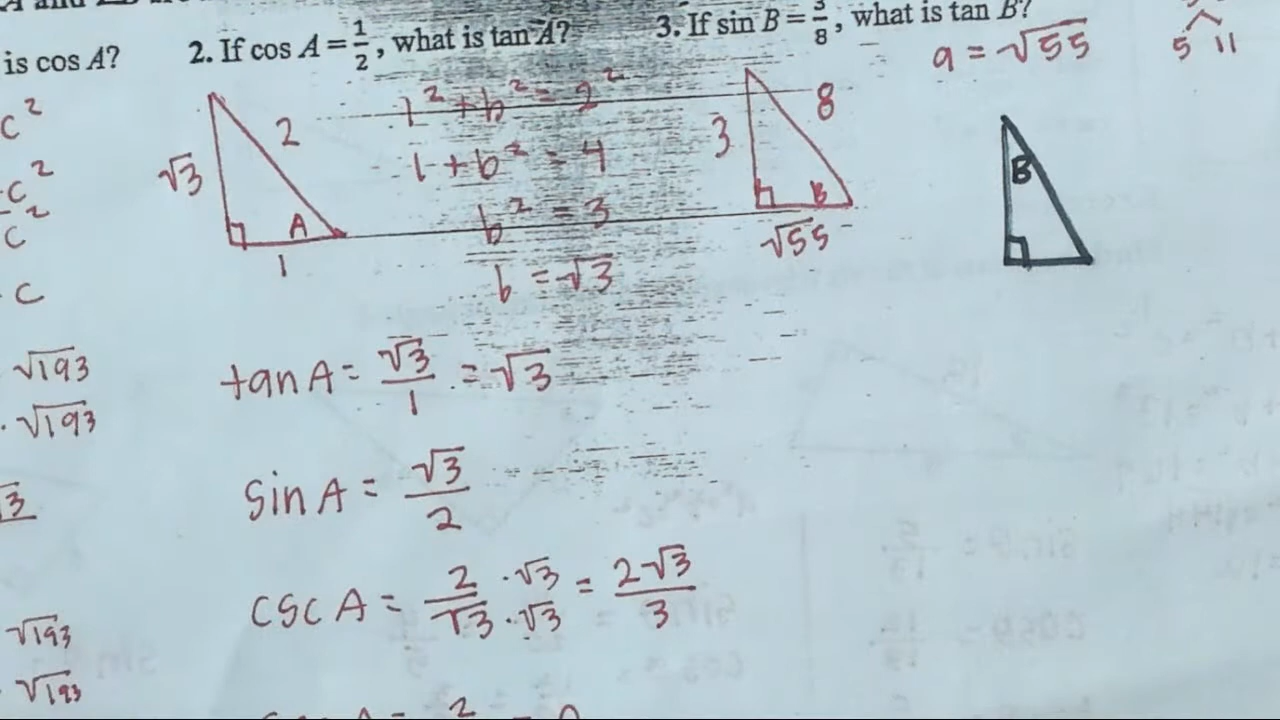 is cos A?
2. If cos A = 1/2, what is tan A?
3. If sin B = 3/8, what is tan B?
a = √55
5 11
c²
c²
c²
c
√193
√193
√3
√193
√193
√3
2
A
1
1² + b² = 2²
1 + b² = 4
b² = 3
b = √3
3
8
B
√55
B
tan A = √3/1 = √3
sin A = √3/2
csc A = 2/√3 · √3/√3 = 2√3/3